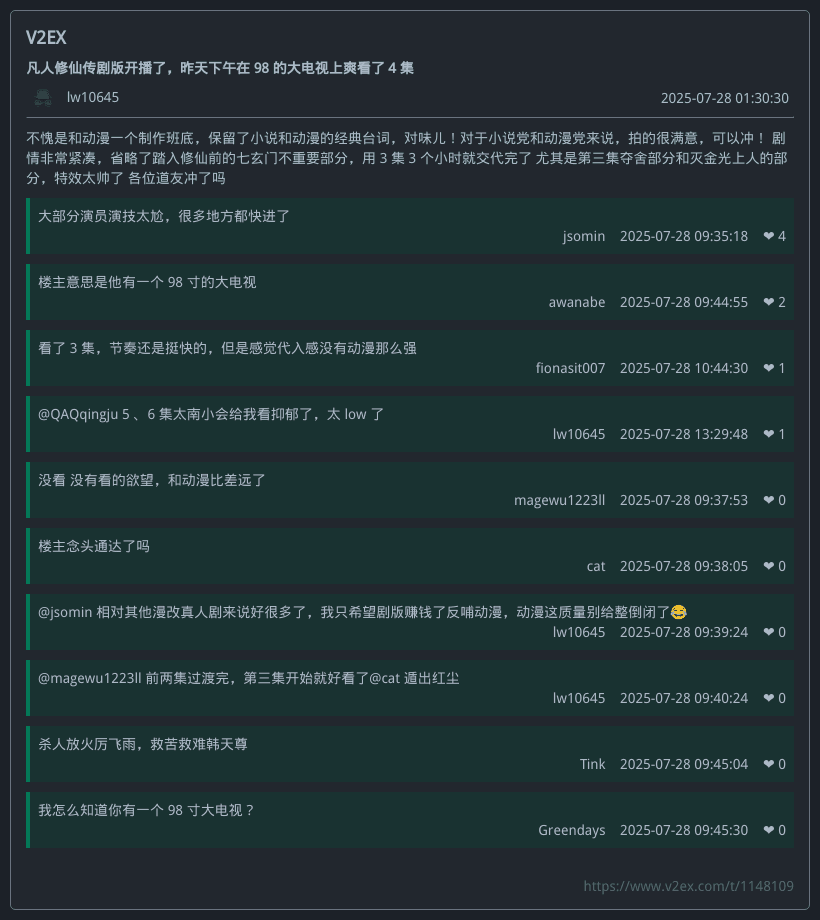 V2EX
凡人修仙传剧版开播了，昨天下午在 98 的大电视上爽看了 4 集
lw10645
2025-07-28 01:30:30
不愧是和动漫一个制作班底，保留了小说和动漫的经典台词，对味儿！对于小说党和动漫党来说，拍的很满意，可以冲！ 剧
情非常紧凑，省略了踏入修仙前的七玄门不重要部分，用 3 集 3 个小时就交代完了 尤其是第三集夺舍部分和灭金光上人的部
分，特效太帅了 各位道友冲了吗
大部分演员演技太尬，很多地方都快进了
jsomin 2025-07-28 09:35:18 ❤ 4
楼主意思是他有一个 98 寸的大电视
awanabe 2025-07-28 09:44:55 ❤ 2
看了 3 集，节奏还是挺快的，但是感觉代入感没有动漫那么强
fionasit007 2025-07-28 10:44:30 ❤ 1
@QAQqingju 5 、6 集太南小会给我看抑郁了，太 low 了
lw10645 2025-07-28 13:29:48 ❤ 1
没看 没有看的欲望，和动漫比差远了
magewu1223ll 2025-07-28 09:37:53 ❤ 0
楼主念头通达了吗
cat 2025-07-28 09:38:05 ❤ 0
@jsomin 相对其他漫改真人剧来说好很多了，我只希望剧版赚钱了反哺动漫，动漫这质量别给整倒闭了😂
lw10645 2025-07-28 09:39:24 ❤ 0
@magewu1223ll 前两集过渡完，第三集开始就好看了@cat 遁出红尘
lw10645 2025-07-28 09:40:24 ❤ 0
杀人放火厉飞雨，救苦救难韩天尊
Tink 2025-07-28 09:45:04 ❤ 0
我怎么知道你有一个 98 寸大电视？
Greendays 2025-07-28 09:45:30 ❤ 0
https://www.v2ex.com/t/1148109